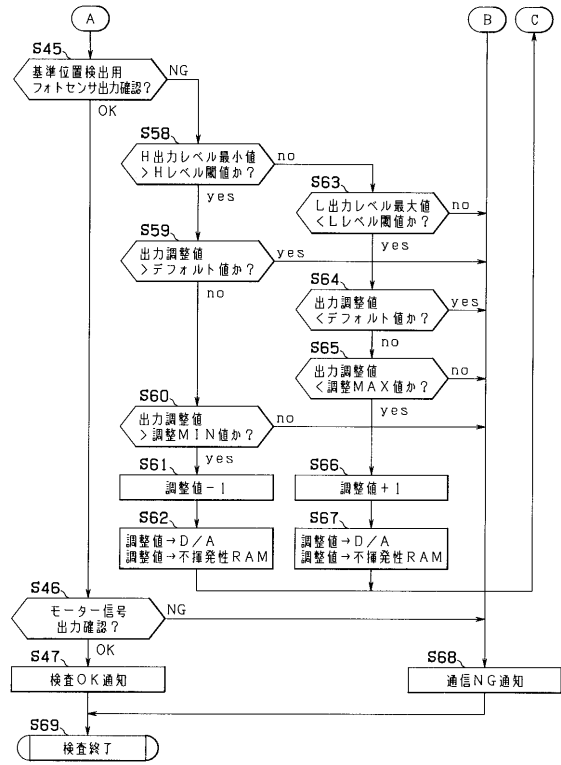 A
B
C
S45
基準位置検出用
フォトセンサ出力確認?
NG
OK
S58
H出力レベル最小値
>Hレベル閾値か?
no
yes
S63
L出力レベル最大値
<Lレベル閾値か?
no
yes
S59
出力調整値
>デフォルト値か?
yes
no
S64
出力調整値
<デフォルト値か?
yes
no
S65
出力調整値
<調整MAX値か?
no
yes
S60
出力調整値
>調整MIN値か?
no
yes
S61
調整値-1
S66
調整値+1
S62
調整値→D/A
調整値→不揮発性RAM
S67
調整値→D/A
調整値→不揮発性RAM
S46
モーター信号
出力確認?
NG
OK
S47
検査OK通知
S68
通信NG通知
S69
検査終了